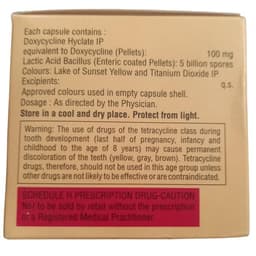 Each capsule contains :
Doxycycline Hyclate IP
equivalent to Doxycycline (Pellets): 100 mg
Lactic Acid Bacillus (Enteric coated Pellets): 5 billion spores
Colours: Lake of Sunset Yellow and Titanium Dioxide IP.
Excipients: q.s.
Approved colours used in empty capsule shell.
Dosage : As directed by the Physician.
Store in a cool and dry place. Protect from light.
Warning: The use of drugs of the tetracycline class during
tooth development (last half of pregnancy, infancy and
childhood to the age of 8 years) may cause permanent
discoloration of the teeth (yellow, gray, brown). Tetracycline
drugs, therefore, should not be used in this age group unless
other drugs are not likely to be effective or are contraindicated.
SCHEDULE H PRESCRIPTION DRUG-CAUTION
Not to be sold by retail without the prescription
of a Registered Medical Practitioner.